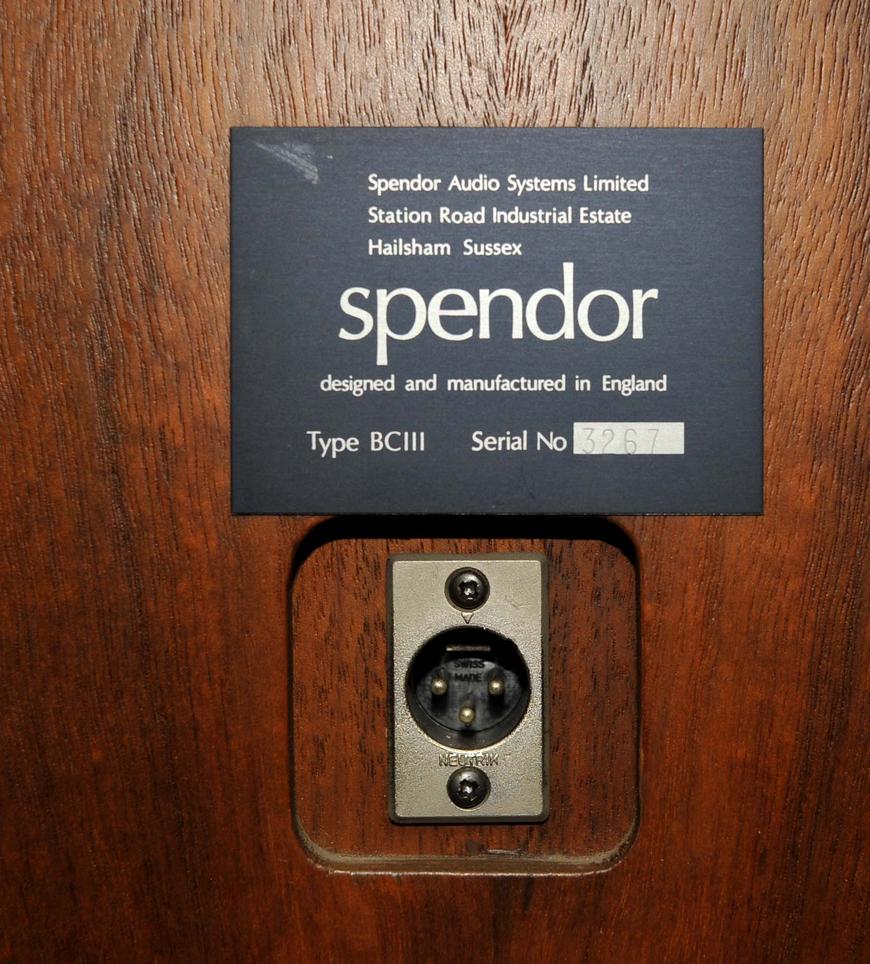 Spendor Audio Systems Limited
Station Road Industrial Estate
Hailsham Sussex
spendor
designed and manufactured in England
Type BCIII Serial No 3267
SWISS
MADE
NEUTRIK